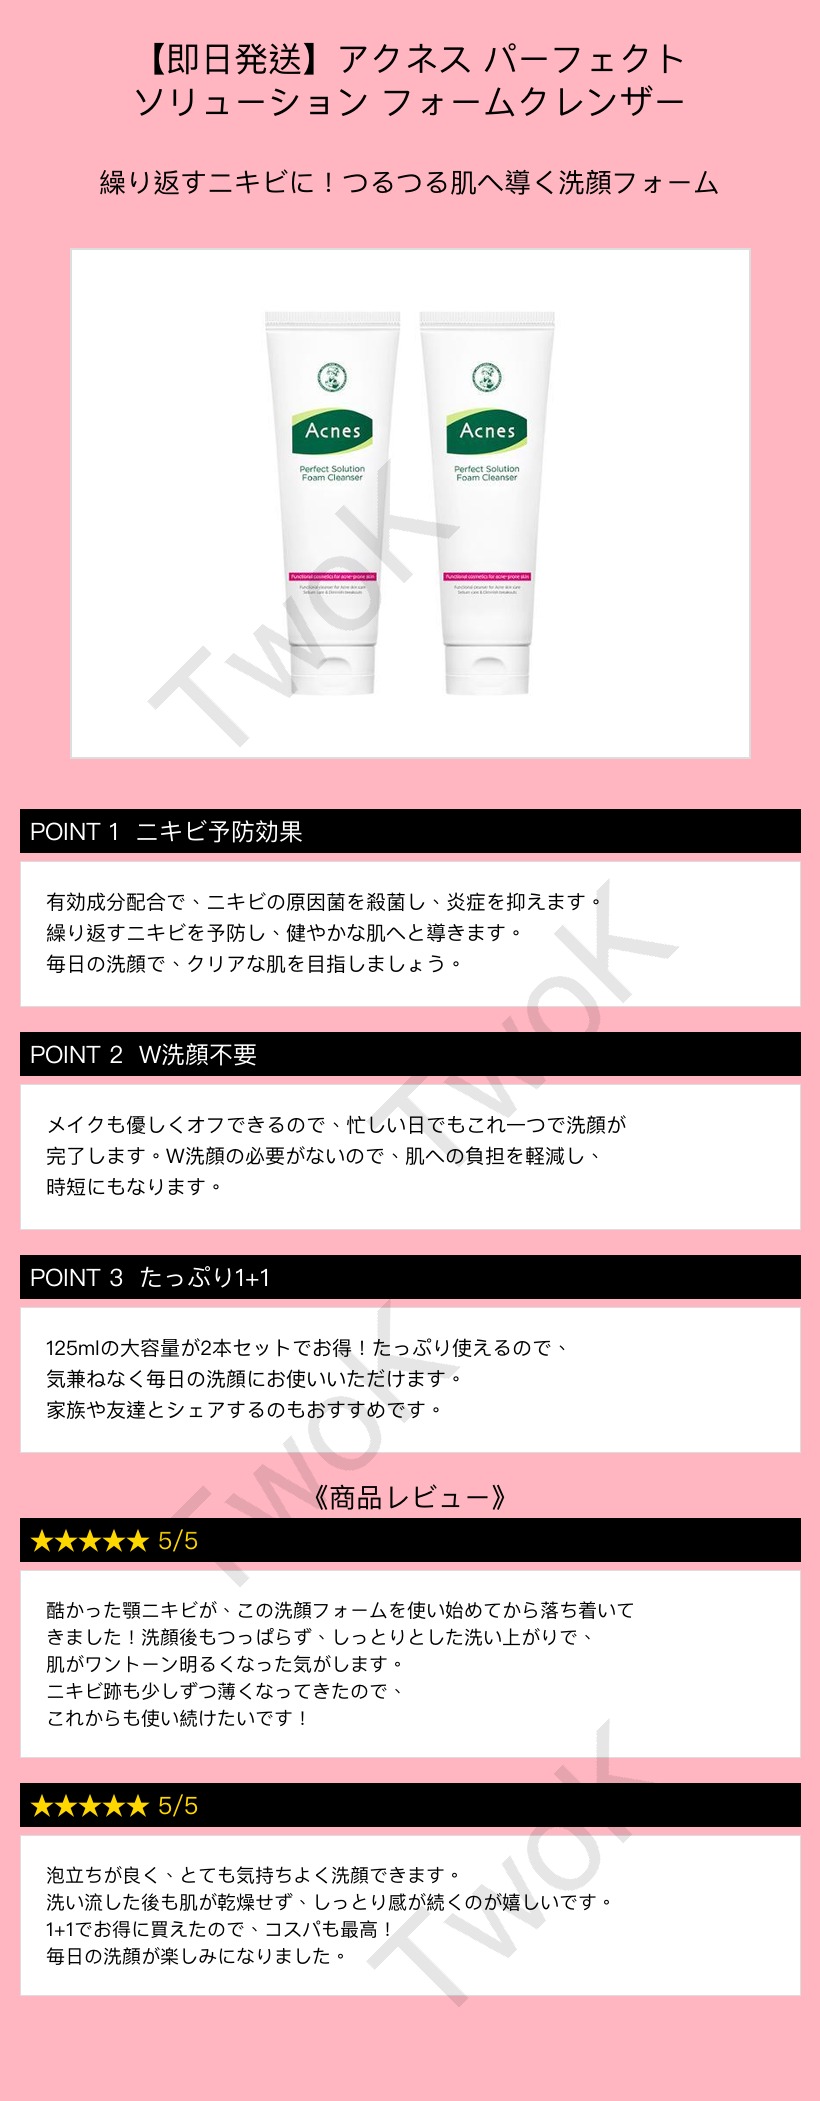 【即日発送】アクネス パーフェクト
ソリューション フォームクレンザー
繰り返すニキビに！つるつる肌へ導く洗顔フォーム
Acnes
Perfect Solution
Foam Cleanser
Functional cosmetics for acne-prone skin
Functional cleanser for Acne skin care
Sebum care & Diminish breakouts
Acnes
Perfect Solution
Foam Cleanser
Functional cosmetics for acne-prone skin
Functional cleanser for Acne skin care
Sebum care & Diminish breakouts
TwoK
POINT 1 ニキビ予防効果
有効成分配合で、ニキビの原因菌を殺菌し、炎症を抑えます。
繰り返すニキビを予防し、健やかな肌へと導きます。
毎日の洗顔で、クリアな肌を目指しましょう。
TwoK
POINT 2 W洗顔不要
メイクも優しくオフできるので、忙しい日でもこれ一つで洗顔が
完了します。W洗顔の必要がないので、肌への負担を軽減し、
時短にもなります。
POINT 3 たっぷり1+1
125mlの大容量が2本セットでお得！たっぷり使えるので、
気兼ねなく毎日の洗顔にお使いいただけます。
家族や友達とシェアするのもおすすめです。
TwoK
《商品レビュー》
★★★★★ 5/5
酷かった顎ニキビが、この洗顔フォームを使い始めてから落ち着いて
きました！洗顔後もつっぱらず、しっとりとした洗い上がりで、
肌がワントーン明るくなった気がします。
ニキビ跡も少しずつ薄くなってきたので、
これからも使い続けたいです！
★★★★★ 5/5
泡立ちが良く、とても気持ちよく洗顔できます。
洗い流した後も肌が乾燥せず、しっとり感が続くのが嬉しいです。
1+1でお得に買えたので、コスパも最高！
毎日の洗顔が楽しみになりました。
TwoK